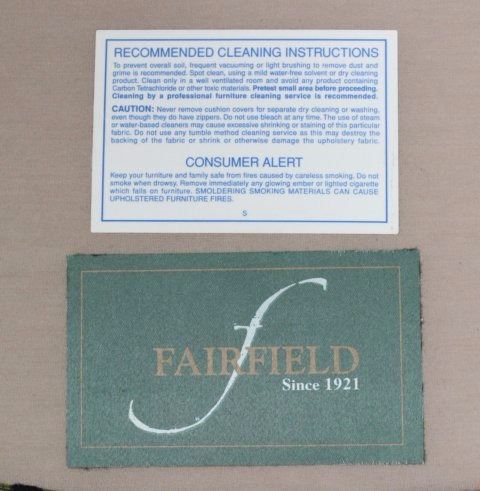 RECOMMENDED CLEANING INSTRUCTIONS
To prevent overall soil, frequent vacuuming or light brushing to remove dust and
grime is recommended. Spot clean, using a mild water-free solvent or dry cleaning
product. Clean only in a well ventilated room and avoid any product containing
Carbon Tetrachloride or other toxic materials. Pretest small area before proceeding.
Cleaning by a professional furniture cleaning service is recommended.
CAUTION: Never remove cushion covers for separate dry cleaning or washing,
even though they do have zippers. Do not use bleach at any time. The use of steam
or water-based cleaners may cause excessive shrinking or staining of this particular
fabric. Do not use any tumble method cleaning service as this may destroy the
backing of the fabric or shrink or otherwise damage the upholstery fabric.
CONSUMER ALERT
Keep your furniture and family safe from fires caused by careless smoking. Do not
smoke when drowsy. Remove immediately any glowing ember or lighted cigarette
which falls on furniture. SMOLDERING SMOKING MATERIALS CAN CAUSE
UPHOLSTERED FURNITURE FIRES.
S
f
FAIRFIELD
Since 1921